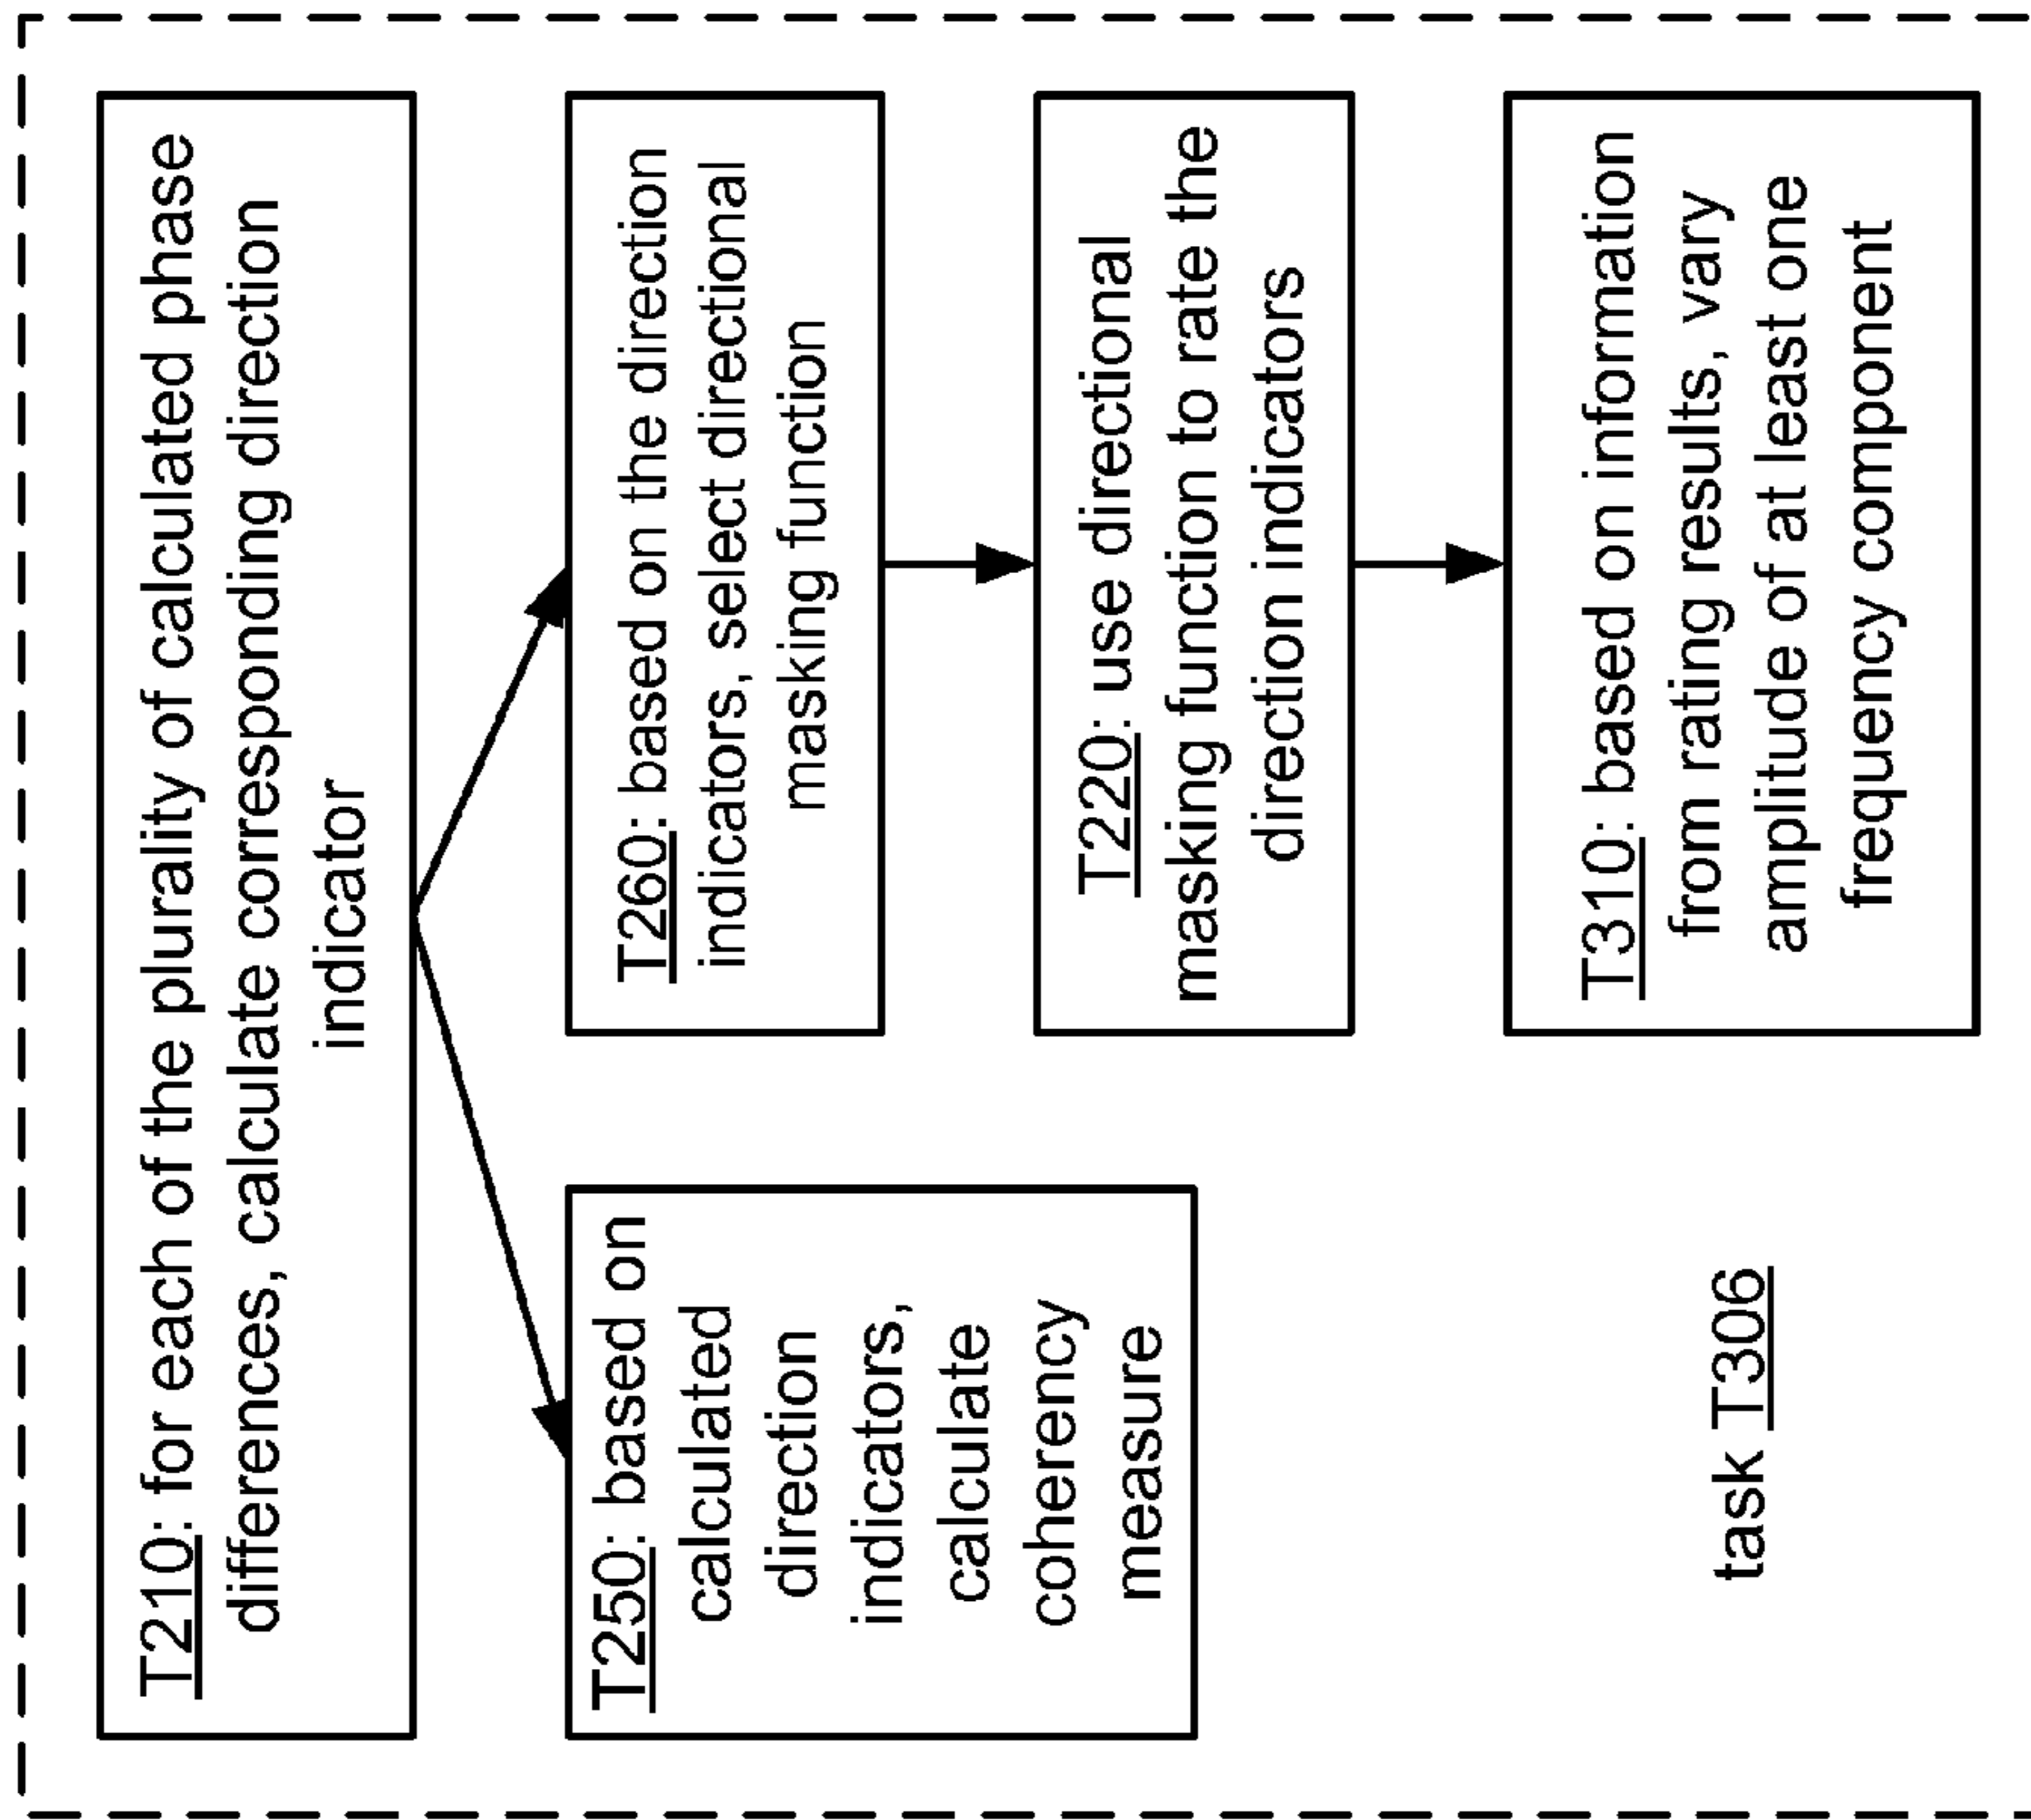 T210: for each of the plurality of calculated phase
differences, calculate corresponding direction
indicator
T250: based on
calculated
direction
indicators,
calculate
coherency
measure
T260: based on the direction
indicators, select directional
masking function
T220: use directional
masking function to rate the
direction indicators
T310: based on information
from rating results, vary
amplitude of at least one
frequency component
task T306